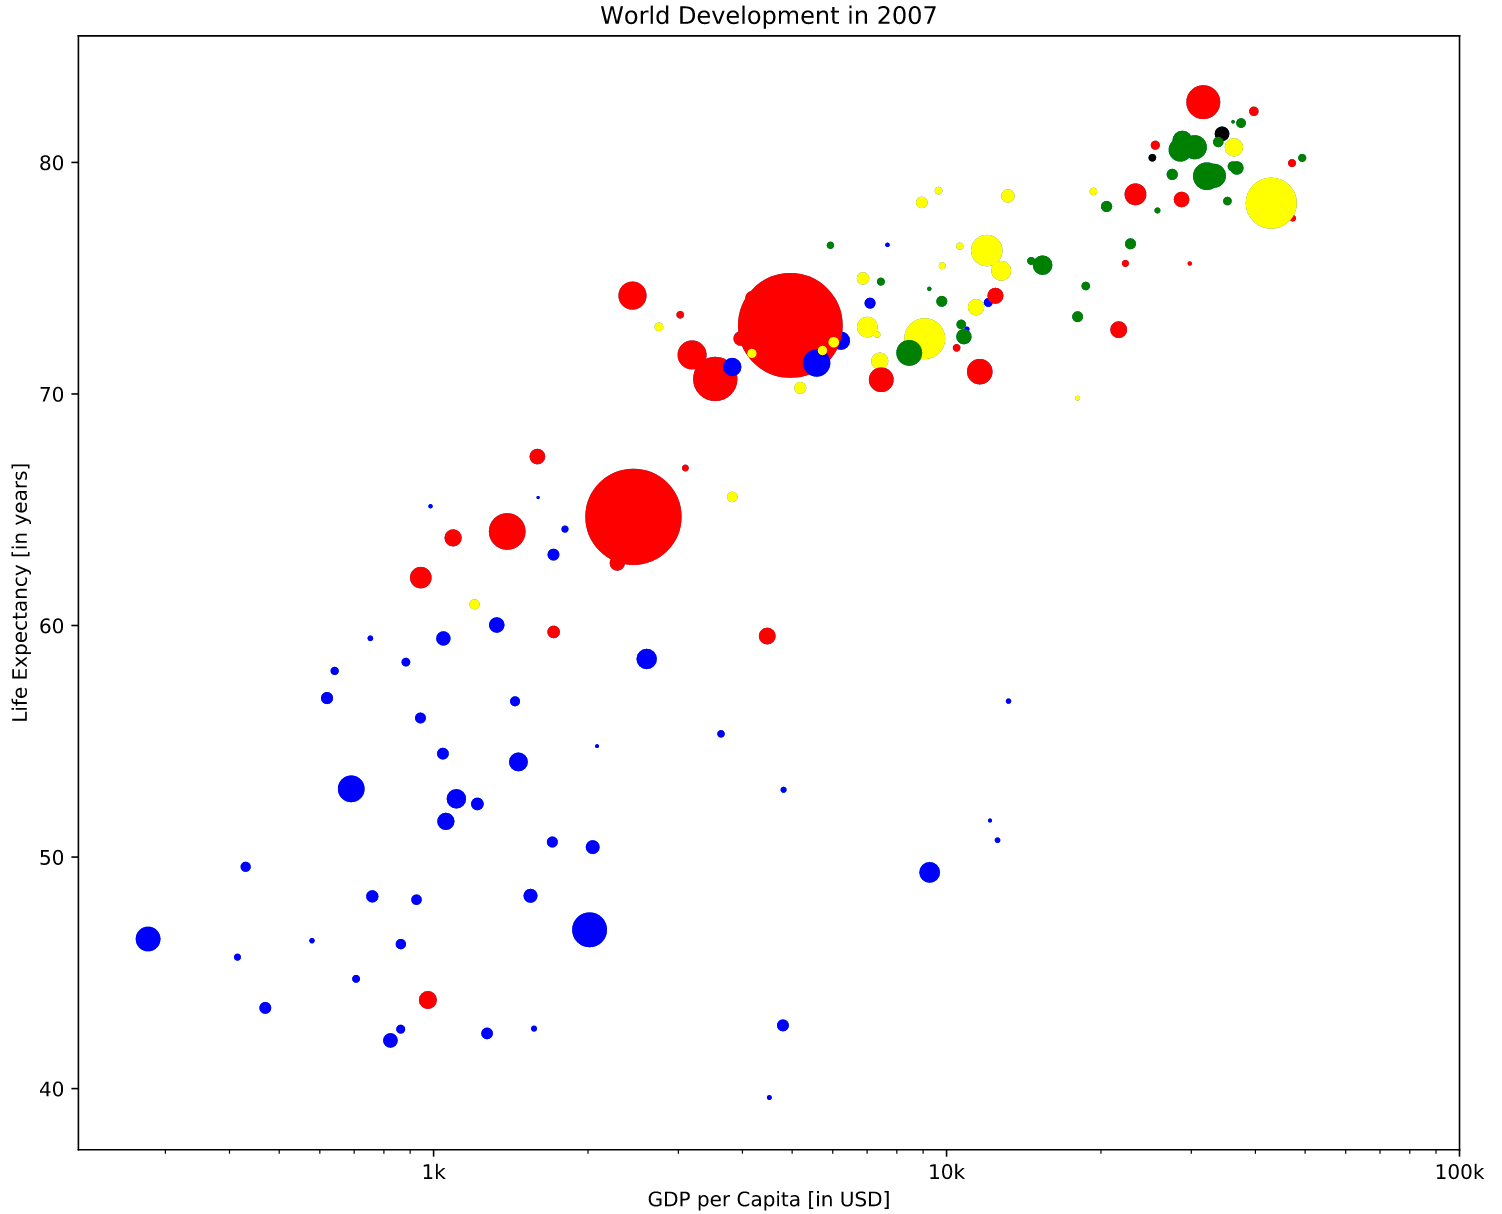 World Development in 2007
Life Expectancy [in years]
80
70
60
50
40
1k
10k
100k
GDP per Capita [in USD]